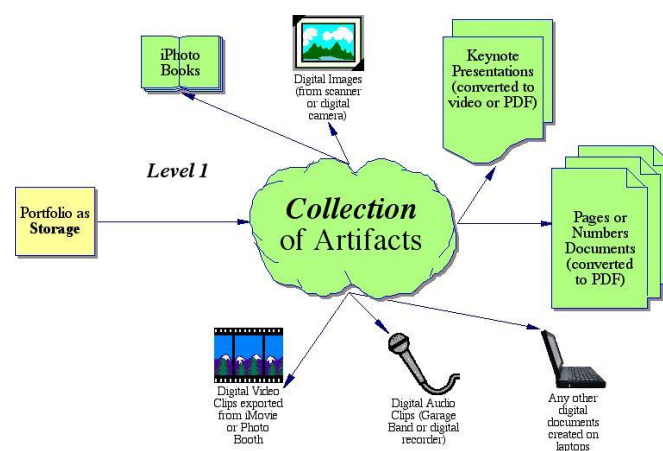 iPhoto
Books
Digital Images
(from scanner
or digital
camera)
Keynote
Presentations
(converted to
video or PDF)
Level 1
Portfolio as
Storage
Collection
of Artifacts
Pages or
Numbers
Documents
(converted
to PDF)
Digital Video
Clips exported
from iMovie
or Photo
Booth
Digital Audio
Clips (Garage
Band or digital
recorder)
Any other
digital
documents
created on
laptops